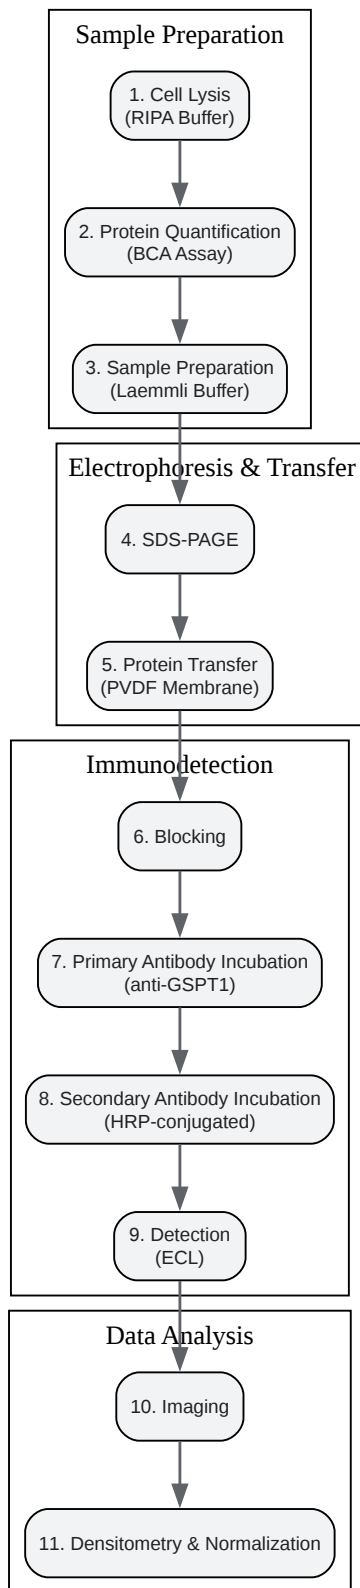 Sample Preparation
1. Cell Lysis
(RIPA Buffer)
2. Protein Quantification
(BCA Assay)
3. Sample Preparation
(Laemmli Buffer)
Electrophoresis & Transfer
4. SDS-PAGE
5. Protein Transfer
(PVDF Membrane)
Immunodetection
6. Blocking
7. Primary Antibody Incubation
(anti-GSPT1)
8. Secondary Antibody Incubation
(HRP-conjugated)
9. Detection
(ECL)
Data Analysis
10. Imaging
11. Densitometry & Normalization